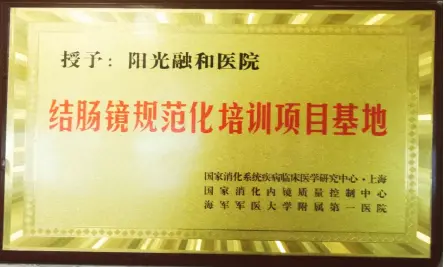 授予：阳光融和医院
结肠镜规范化培训项目基地
国家消化系统疾病临床医学研究中心·上海
国家消化内镜质量控制中心
海军军医大学附属第一医院